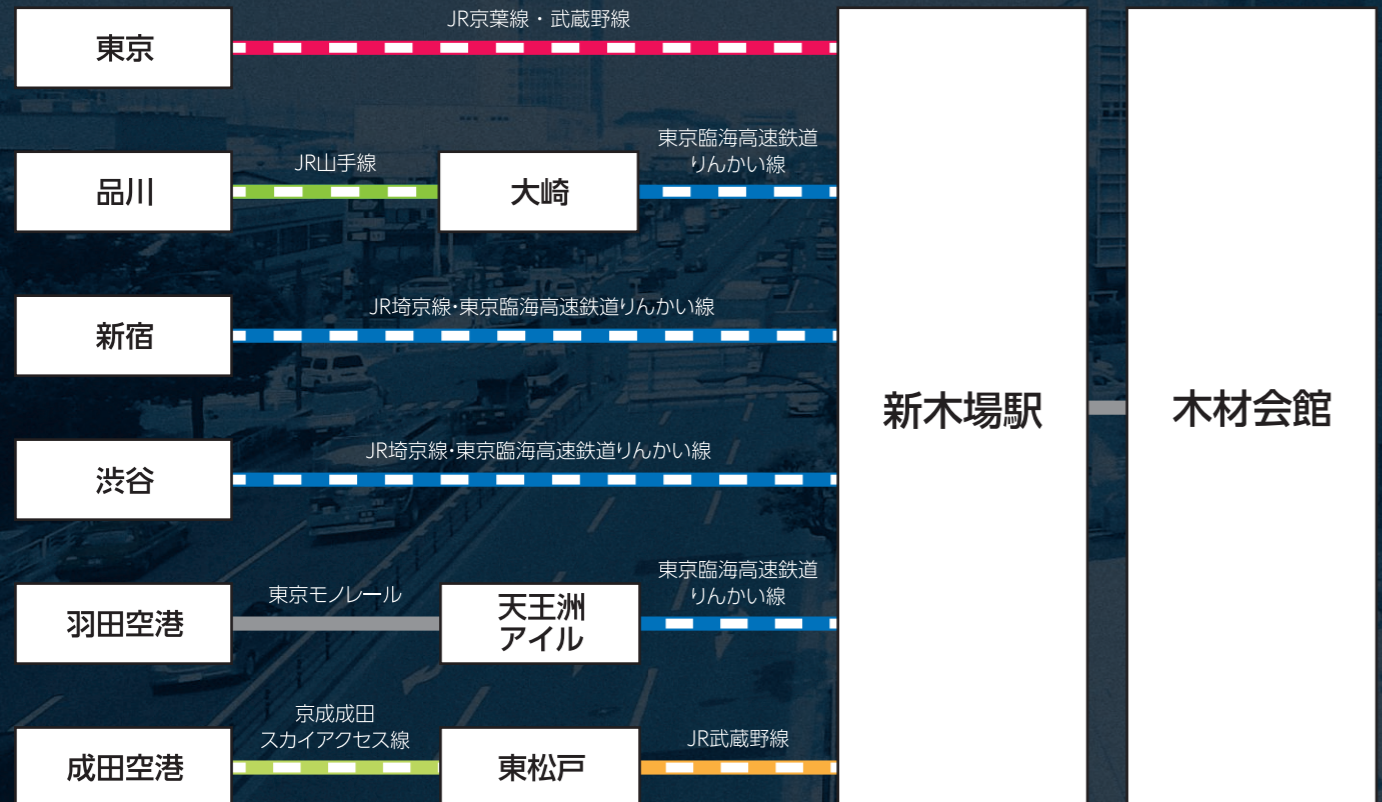 JR京葉線・武蔵野線
東京
品川
JR山手線
大崎
東京臨海高速鉄道
りんかい線
新宿
JR埼京線・東京臨海高速鉄道りんかい線
渋谷
JR埼京線・東京臨海高速鉄道りんかい線
羽田空港
東京モノレール
天王洲
アイル
東京臨海高速鉄道
りんかい線
成田空港
京成成田
スカイアクセス線
東松戸
JR武蔵野線
新木場駅
木材会館